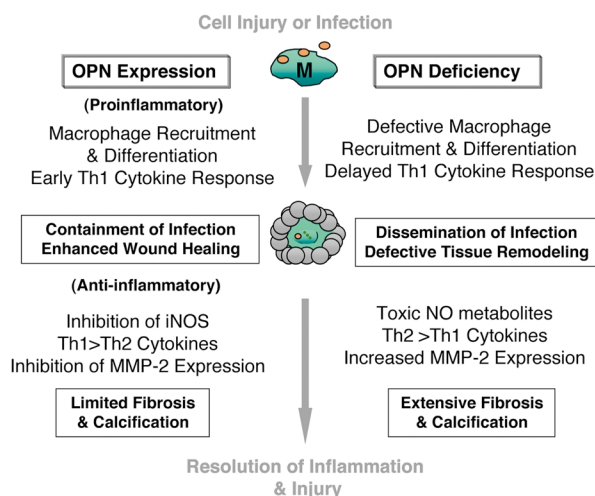 Cell Injury or Infection
OPN Expression
M
OPN Deficiency
(Proinflammatory)
Macrophage Recruitment
& Differentiation
Early Th1 Cytokine Response
Defective Macrophage
Recruitment & Differentiation
Delayed Th1 Cytokine Response
Containment of Infection
Enhanced Wound Healing
Dissemination of Infection
Defective Tissue Remodeling
(Anti-inflammatory)
Inhibition of iNOS
Th1>Th2 Cytokines
Inhibition of MMP-2 Expression
Toxic NO metabolites
Th2 >Th1 Cytokines
Increased MMP-2 Expression
Limited Fibrosis
& Calcification
Extensive Fibrosis
& Calcification
Resolution of Inflammation
& Injury